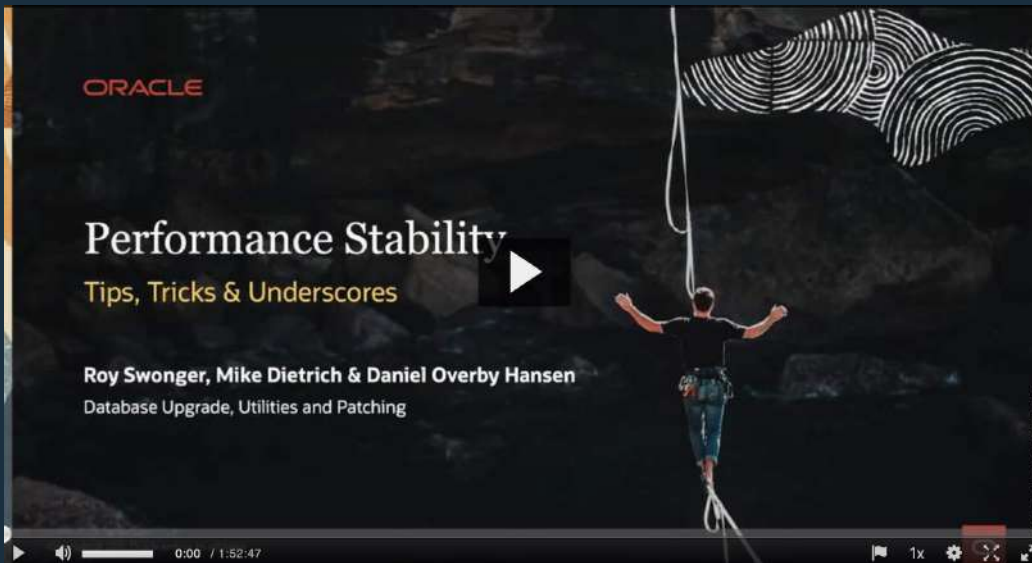 ORACLE
Performance Stability
Tips, Tricks & Underscores
Roy Swonger, Mike Dietrich & Daniel Overby Hansen
Database Upgrade, Utilities and Patching
0:00 / 1:52:47
1x